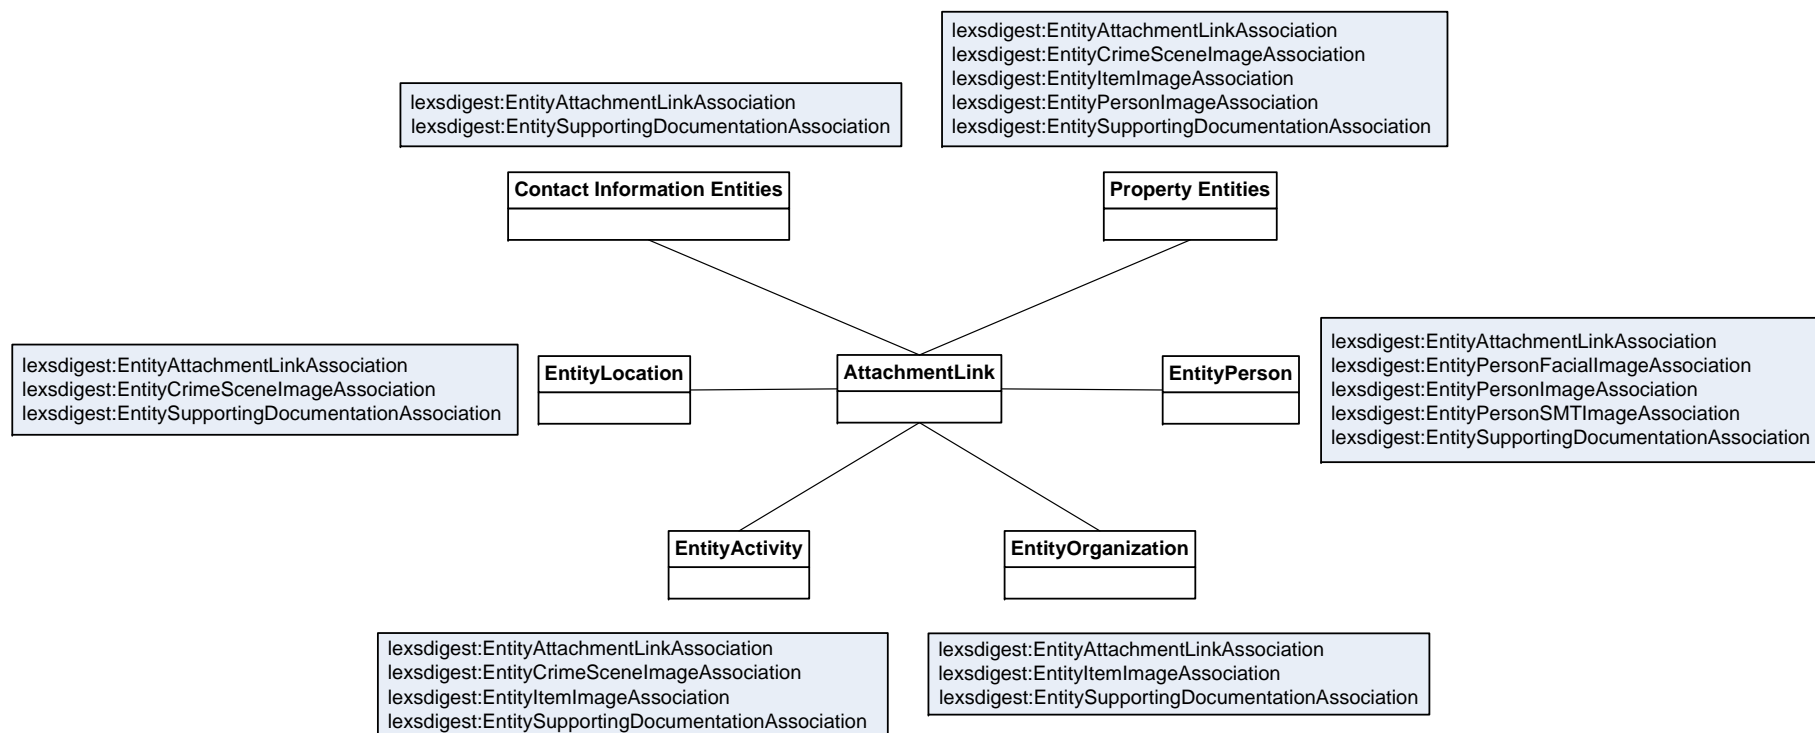 lexsdigest:EntityAttachmentLinkAssociation
lexsdigest:EntitySupportingDocumentationAssociation
lexsdigest:EntityAttachmentLinkAssociation
lexsdigest:EntityCrimeSceneImageAssociation
lexsdigest:EntityItemImageAssociation
lexsdigest:EntityPersonImageAssociation
lexsdigest:EntitySupportingDocumentationAssociation
Contact Information Entities
Property Entities
lexsdigest:EntityAttachmentLinkAssociation
lexsdigest:EntityCrimeSceneImageAssociation
lexsdigest:EntitySupportingDocumentationAssociation
EntityLocation
AttachmentLink
EntityPerson
lexsdigest:EntityAttachmentLinkAssociation
lexsdigest:EntityPersonFacialImageAssociation
lexsdigest:EntityPersonImageAssociation
lexsdigest:EntityPersonSMTImageAssociation
lexsdigest:EntitySupportingDocumentationAssociation
EntityActivity
EntityOrganization
lexsdigest:EntityAttachmentLinkAssociation
lexsdigest:EntityCrimeSceneImageAssociation
lexsdigest:EntityItemImageAssociation
lexsdigest:EntitySupportingDocumentationAssociation
lexsdigest:EntityAttachmentLinkAssociation
lexsdigest:EntityItemImageAssociation
lexsdigest:EntitySupportingDocumentationAssociation